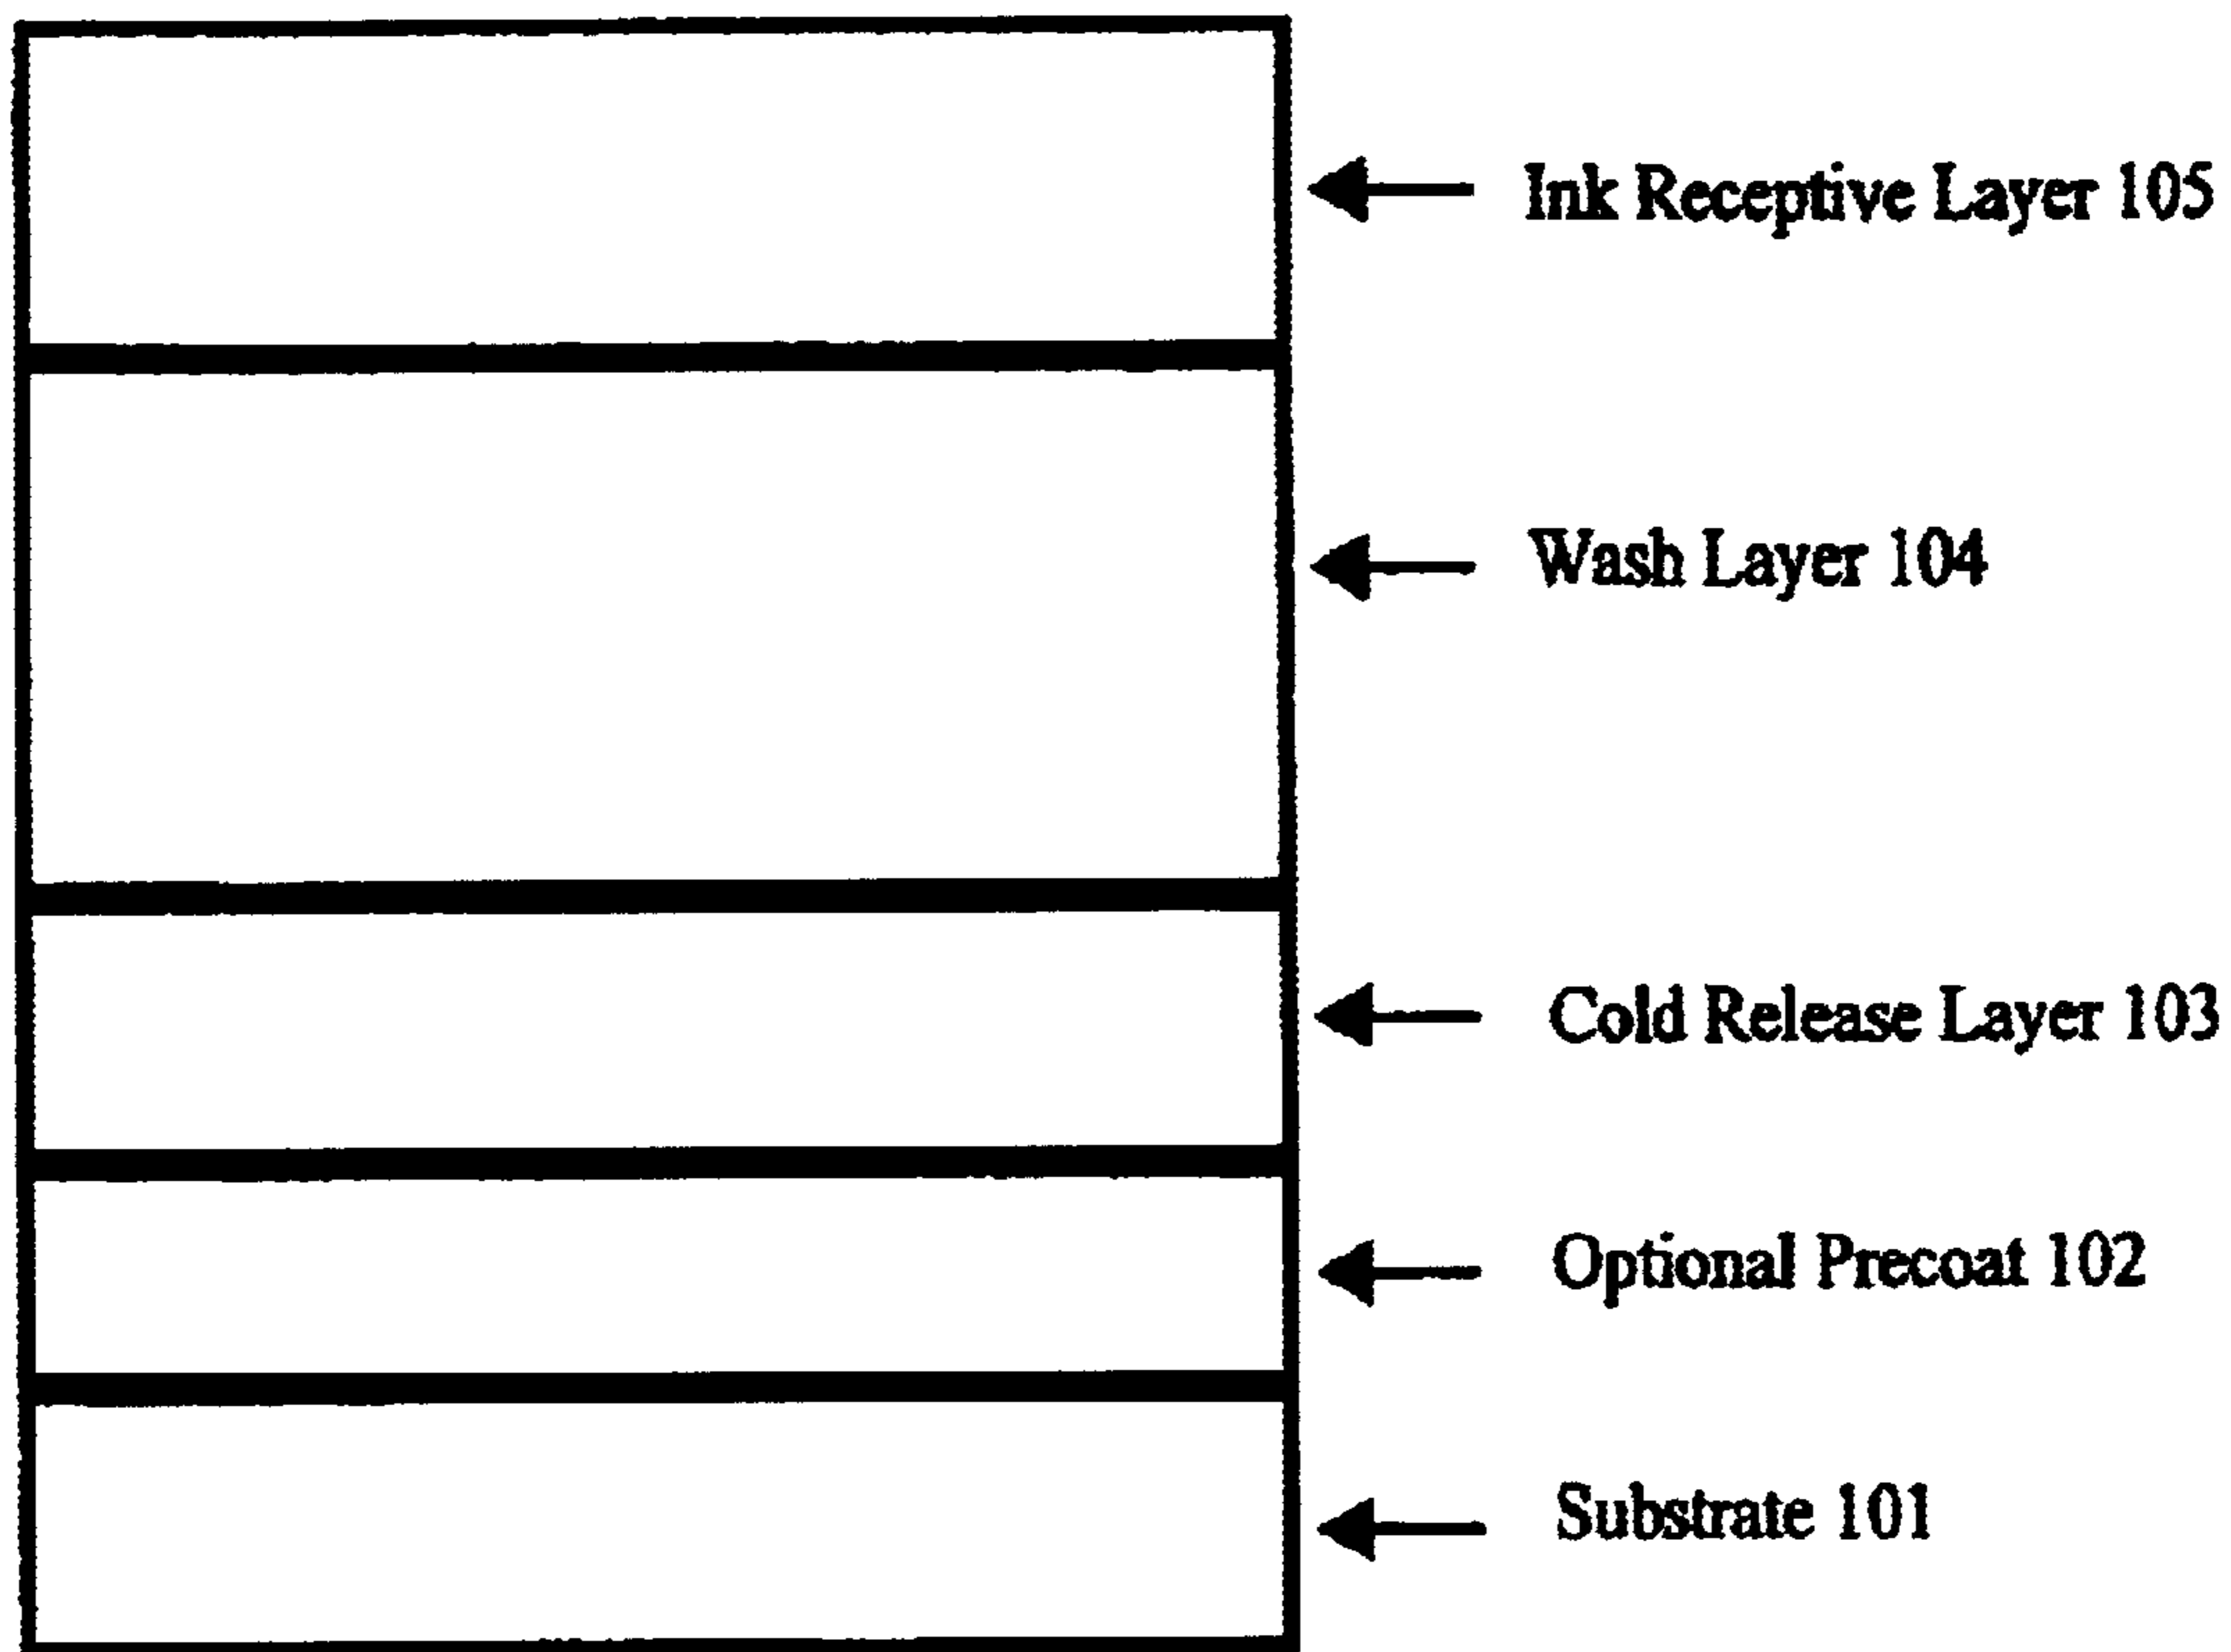 Ink Receptive Layer 105
Wash Layer 104
Cold Release Layer 103
Optional Precoat 102
Substrate 101